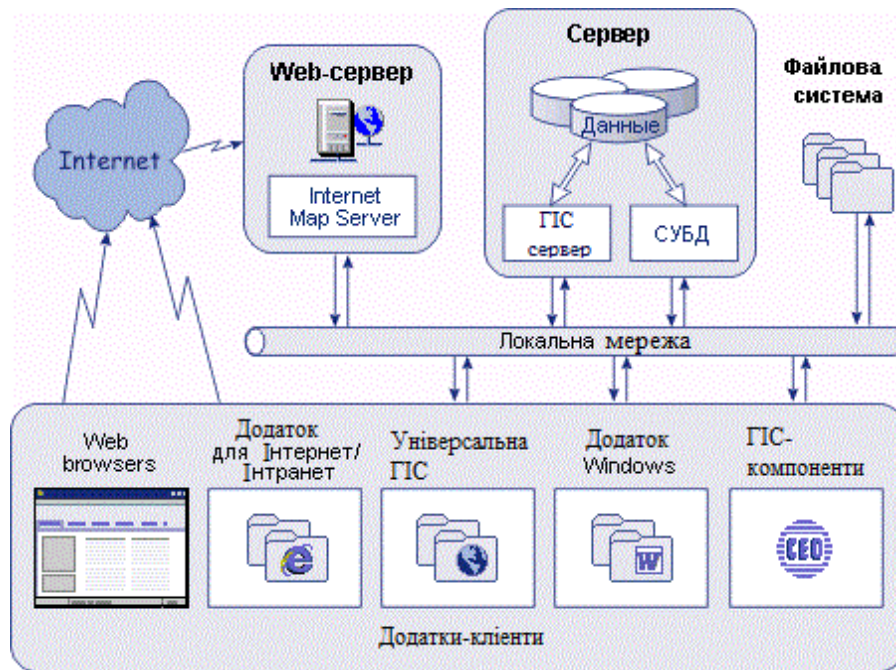 Web-сервер
Internet
Map Server
Сервер
Данные
ГІС
сервер
СУБД
Файлова
система
Internet
Локальна мережа
Web
browsers
Додаток
для Інтернет/
Інтранет
Універсальна
ГІС
Додаток
Windows
ГІС-
компоненти
CEO
Додатки-клієнти